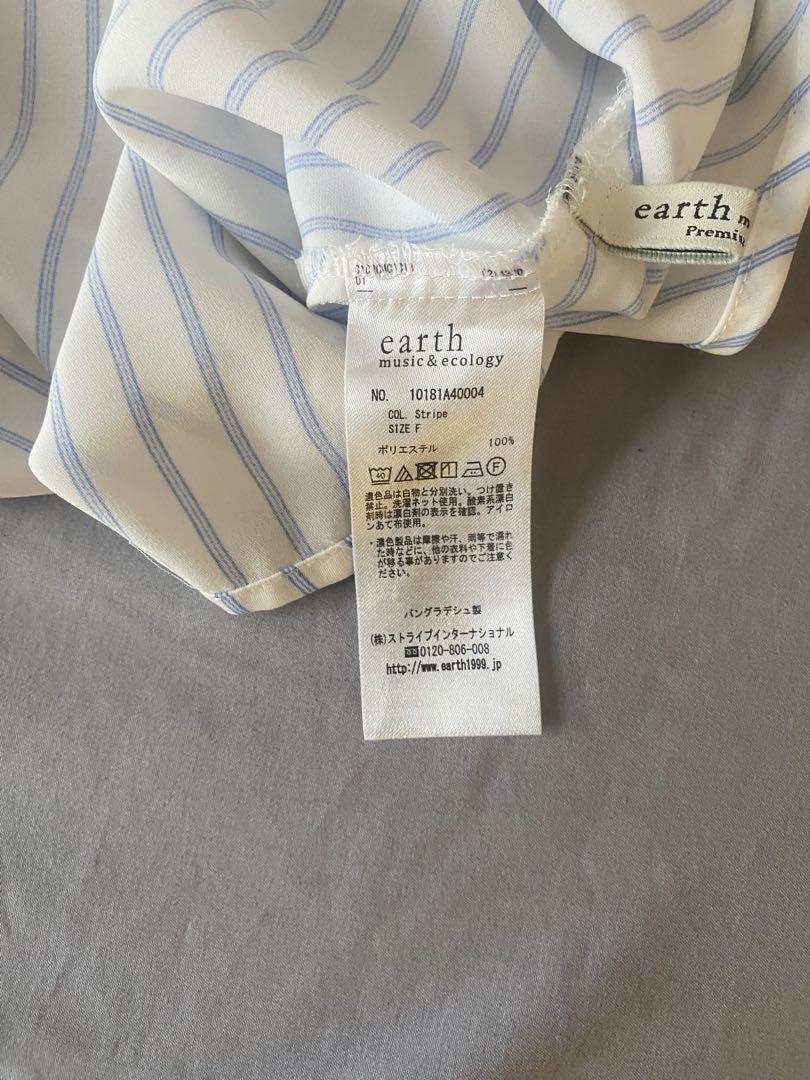 earth
Premi
D1
earth
music&ecology
NO. 10181A40004
COL. Stripe
SIZE F
ポリエステル 100%
40 F
濃色品は白物と分別洗い。つけ置き
禁止。洗濯ネット使用。酸素系漂白
剤時は漂白剤の表示を確認。アイロ
ンあて布使用。
・濃色製品は摩擦や汗、雨等で濡れ
た時などに、他の衣料や下着に色
が移る事がありますのでご注意く
ださい。
バングラデシュ製
(株)ストライプインターナショナル
0120-806-008
http://www.earth1999.jp